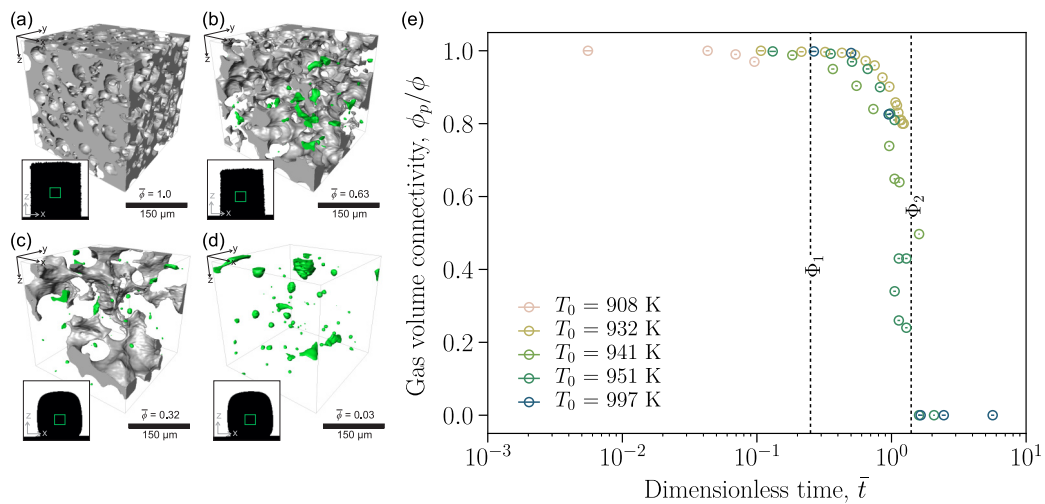 (a)
y
x
z
z
x
ϕ̄ = 1.0
150 μm
(b)
y
x
z
z
x
ϕ̄ = 0.63
150 μm
(c)
y
x
z
z
x
ϕ̄ = 0.32
150 μm
(d)
y
x
z
z
x
ϕ̄ = 0.03
150 μm
(e)
Gas volume connectivity, ϕp/ϕ
1.0
0.8
0.6
0.4
0.2
0.0
Φ1
Φ2
T0 = 908 K
T0 = 932 K
T0 = 941 K
T0 = 951 K
T0 = 997 K
10⁻³
10⁻²
10⁻¹
10⁰
10¹
Dimensionless time, t̄